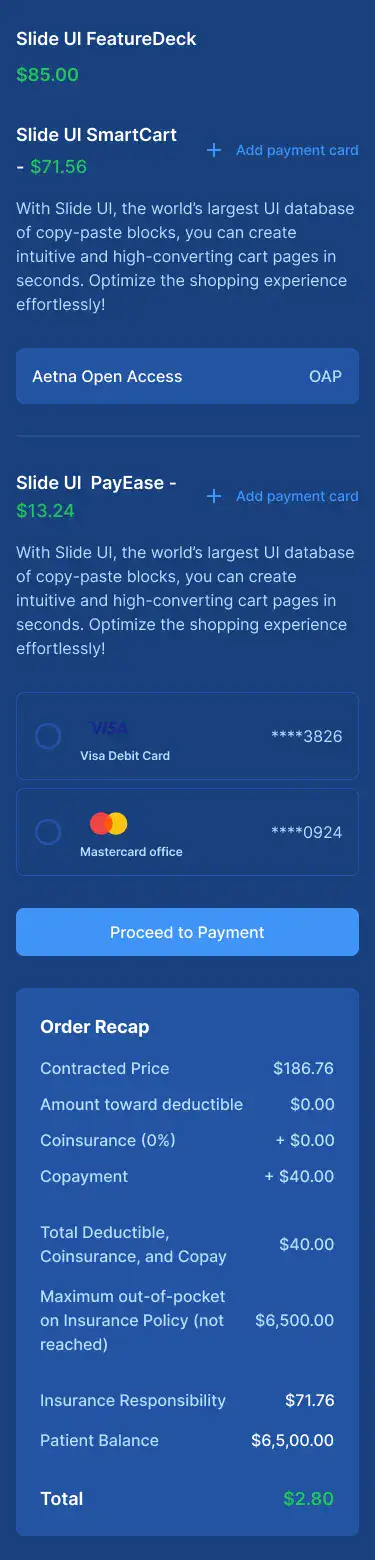 Slide UI FeatureDeck
$85.00
Slide UI SmartCart
- $71.56
Add payment card
With Slide UI, the world's largest UI database
of copy-paste blocks, you can create
intuitive and high-converting cart pages in
seconds. Optimize the shopping experience
effortlessly!
Aetna Open Access OAP
Slide UI PayEase -
$13.24
Add payment card
With Slide UI, the world's largest UI database
of copy-paste blocks, you can create
intuitive and high-converting cart pages in
seconds. Optimize the shopping experience
effortlessly!
VISA
Visa Debit Card
****3826
Mastercard office
****0924
Proceed to Payment
Order Recap
Contracted Price $186.76
Amount toward deductible $0.00
Coinsurance (0%) + $0.00
Copayment + $40.00
Total Deductible,
Coinsurance, and Copay
$40.00
Maximum out-of-pocket
on Insurance Policy (not
reached)
$6,500.00
Insurance Responsibility $71.76
Patient Balance $6,5,00.00
Total $2.80